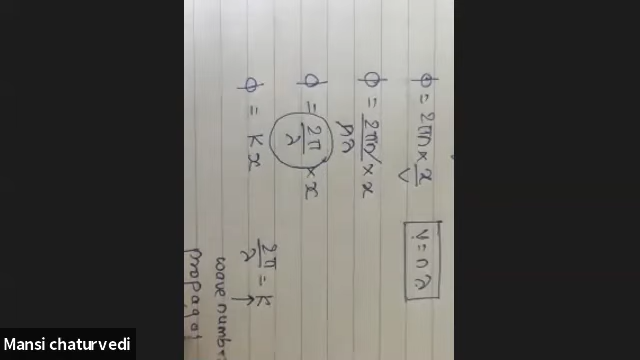 ϕ = 2πn × x/v
v = nλ
ϕ = 2πn/nλ × x
ϕ = 2π/λ × x
ϕ = kx
2π/λ = k
wave numb
propagat
Mansi chaturvedi